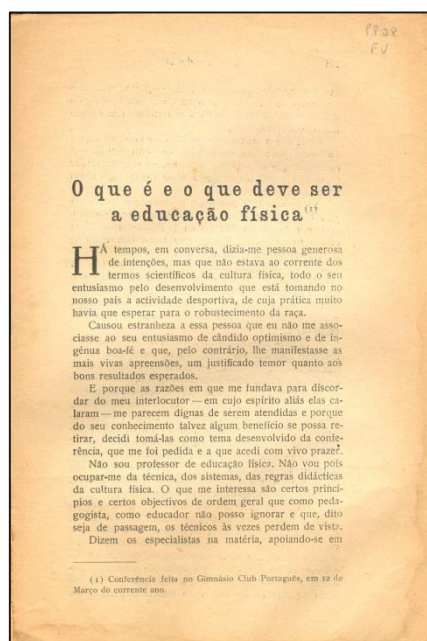 PP.28
F.V
O que é e o que deve ser
a educação física (1)
HÁ tempos, em conversa, dizia-me pessoa generosa
de intenções, mas que não estava ao corrente dos
termos scientíficos da cultura física, todo o seu
entusiasmo pelo desenvolvimento que está tomando no
nosso país a actividade desportiva, de cuja prática muito
havia que esperar para o robustecimento da raça.
Causou estranheza a essa pessoa que eu não me asso-
ciasse ao seu entusiasmo de cândido optimismo e de in-
génua boa-fé e que, pelo contrário, lhe manifestasse as
mais vivas apreensões, um justificado temor quanto aos
bons resultados esperados.
E porque as razões em que me fundava para discor-
dar do meu interlocutor — em cujo espírito aliás elas ca-
laram — me parecem dignas de serem atendidas e porque
do seu conhecimento talvez algum benefício se possa re-
tirar, decidi tomá-las como tema desenvolvido da confe-
rência, que me foi pedida e a que acedi com vivo prazer.
Não sou professor de educação física. Não vou pois
ocupar-me da técnica, dos sistemas, das regras didácticas
da cultura física. O que me interessa são certos princí-
pios e certos objectivos de ordem geral que como peda-
gogista, como educador não posso ignorar e que, dito
seja de passagem, os técnicos às vezes perdem de vista.
Dizem os especialistas na matéria, apoiando-se em
(1) Conferência feita no Gimnásio Club Português, em 12 de
Março do corrente ano.